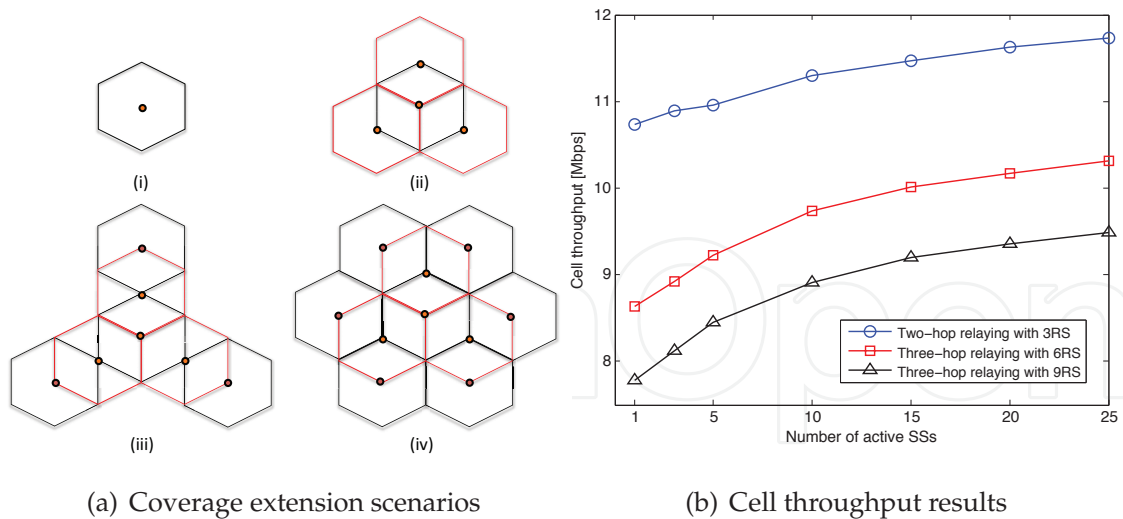 (i)
(ii)
(iii)
(iv)
(a) Coverage extension scenarios
12
11
10
9
8
Cell throughput [Mbps]
1
5
10
15
20
25
Number of active SSs
Two-hop relaying with 3RS
Three-hop relaying with 6RS
Three-hop relaying with 9RS
(b) Cell throughput results